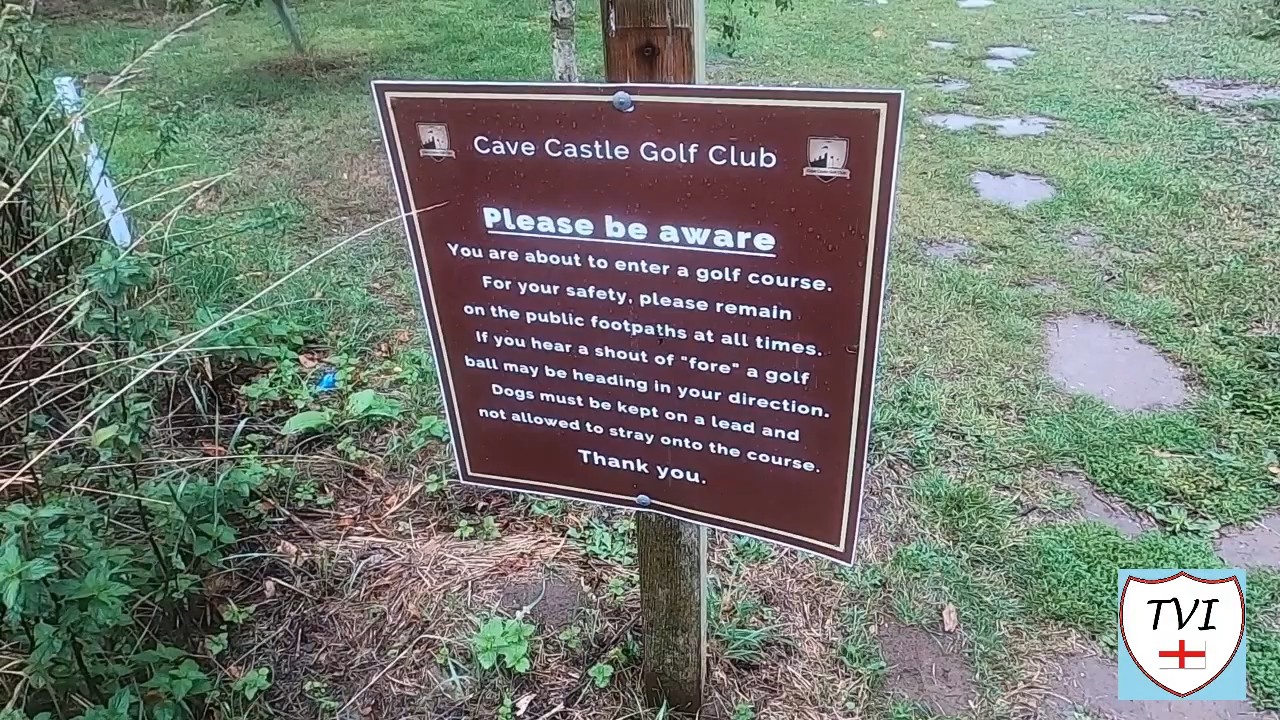 Cave Castle Golf Club
Please be aware
You are about to enter a golf course.
For your safety, please remain
on the public footpaths at all times.
If you hear a shout of "fore" a golf
ball may be heading in your direction.
Dogs must be kept on a lead and
not allowed to stray onto the course.
Thank you.
TVI